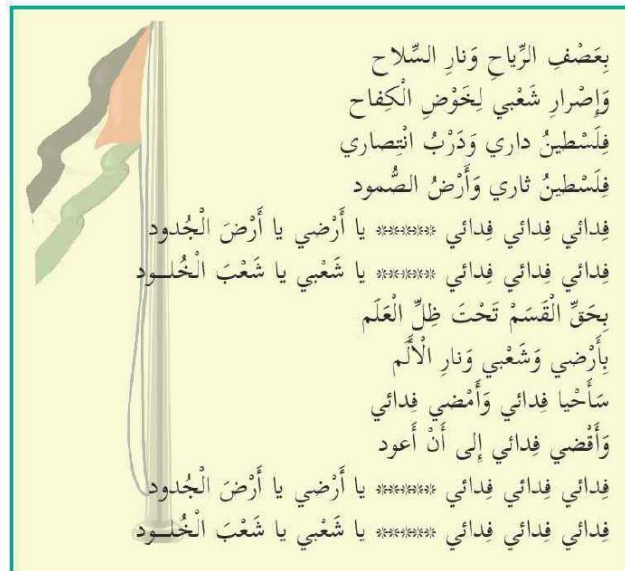 بِعَصْفِ الرِّياحِ وَنارِ السِّلاح
وَإِصْرارِ شَعْبي لِخَوْضِ الْكِفاح
فِلَسْطينُ داري وَدَرْبُ انْتِصاري
فِلَسْطينُ ثاري وَأَرْضُ الصُّمود
فِدائي فِدائي فِدائي ****** يا أَرْضي يا أَرْضَ الْجُدود
فِدائي فِدائي فِدائي ****** يا شَعْبي يا شَعْبَ الْخُلــود
بِحَقِّ الْقَسَمْ تَحْتَ ظِلِّ الْعَلَم
بِأَرْضي وَشَعْبي وَنارِ الْأَلَم
سَأَحْيا فِدائي وَأَمْضي فِدائي
وَأَقْضي فِدائي إِلى أَنْ أَعود
فِدائي فِدائي فِدائي ****** يا أَرْضي يا أَرْضَ الْجُدود
فِدائي فِدائي فِدائي ****** يا شَعْبي يا شَعْبَ الْخُلــود